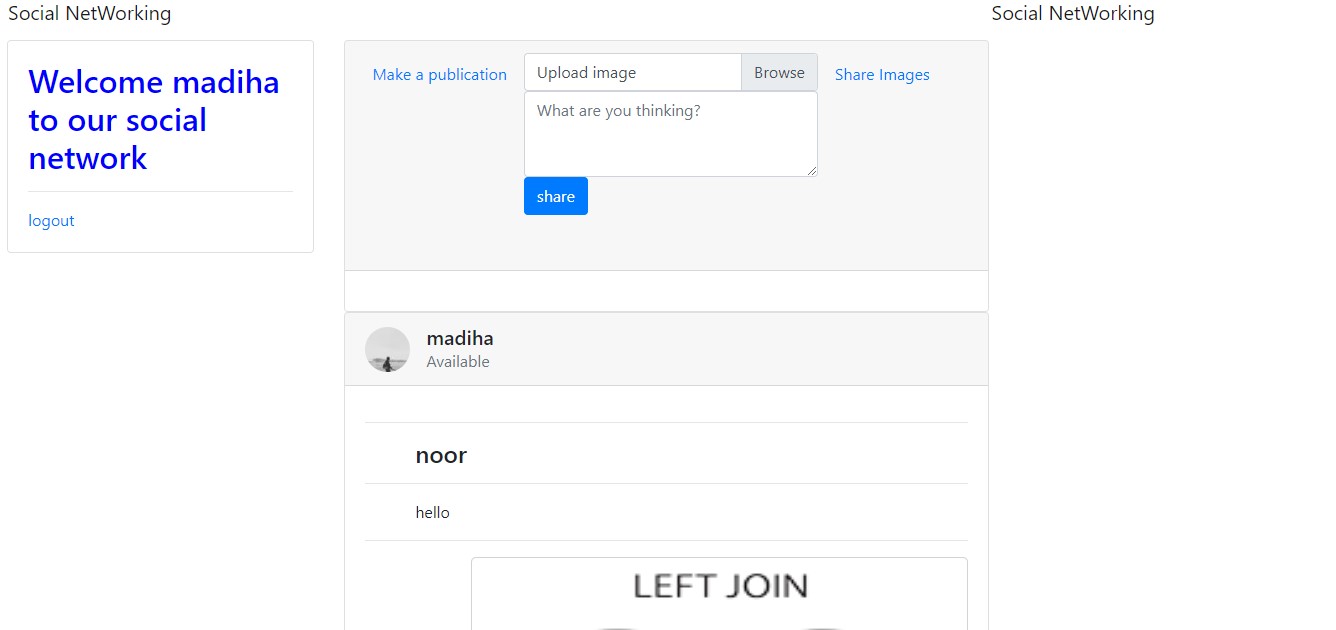 Social NetWorking
Social NetWorking
Welcome madiha
to our social
network
logout
Make a publication
Upload image
Browse
Share Images
What are you thinking?
share
madiha
Available
noor
hello
LEFT JOIN